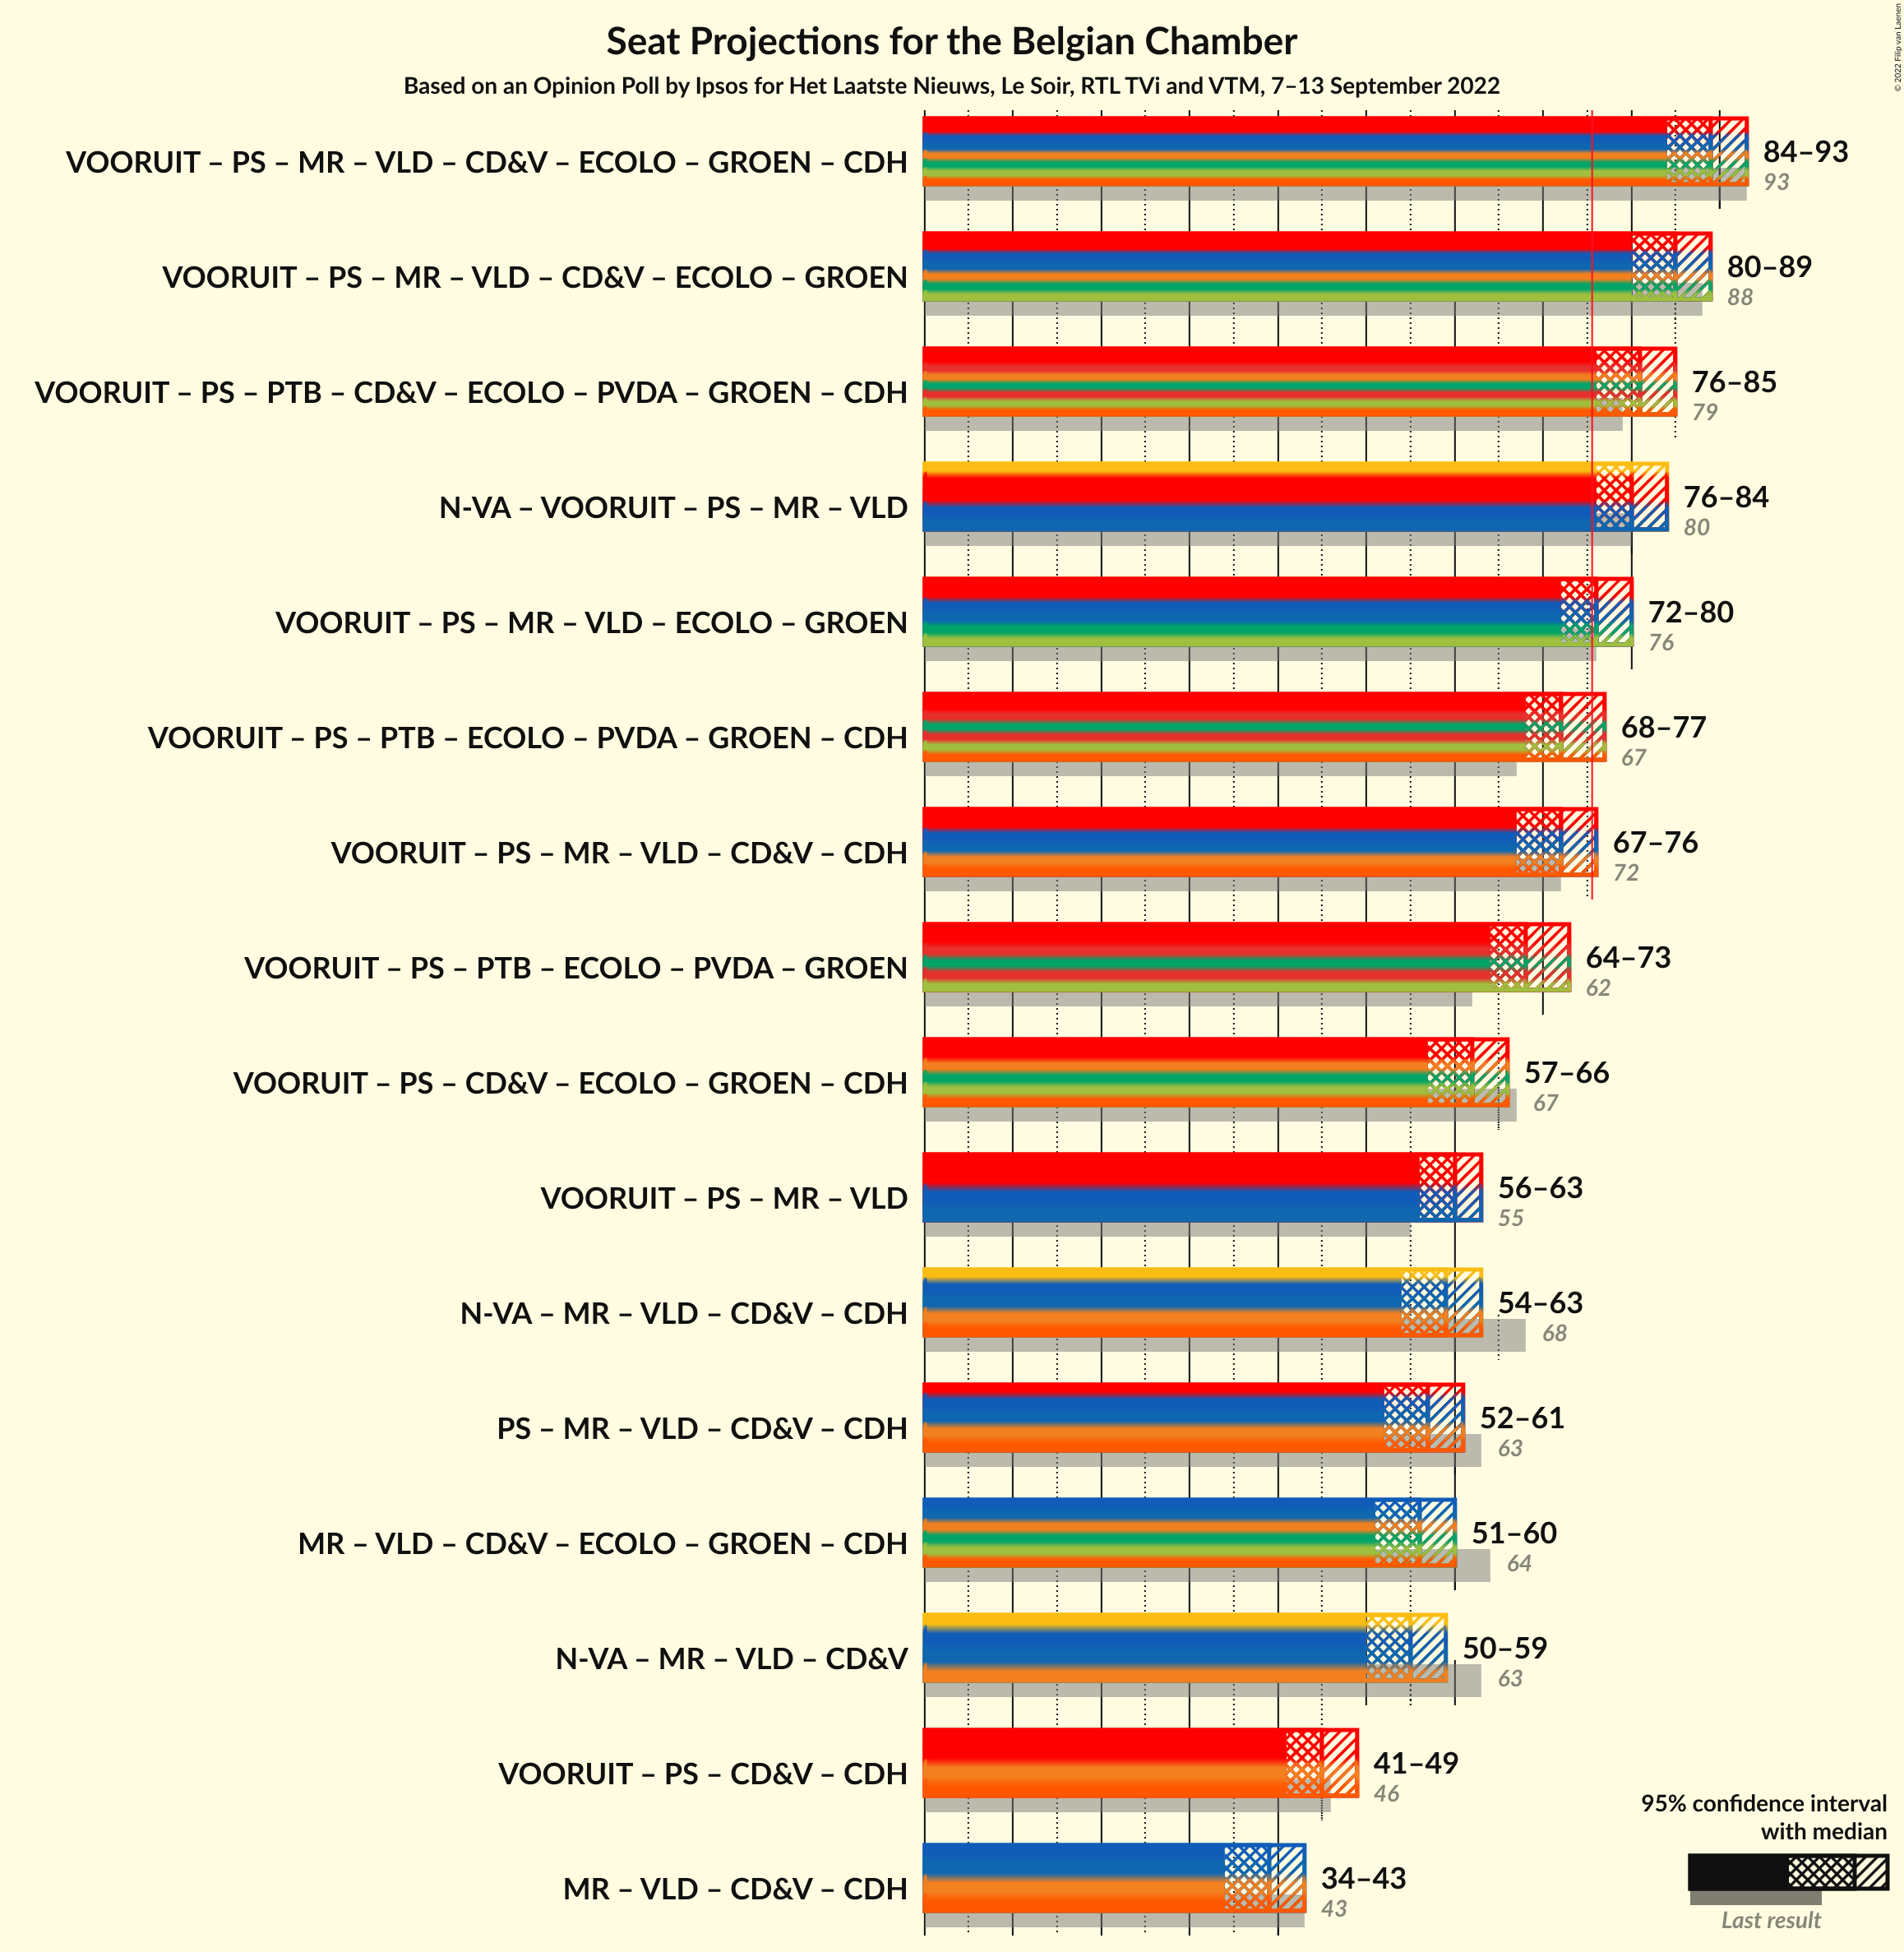 Seat Projections for the Belgian Chamber
Based on an Opinion Poll by Ipsos for Het Laatste Nieuws, Le Soir, RTL TVi and VTM, 7–13 September 2022
© 2022 Filip van Laenen
VOORUIT – PS – MR – VLD – CD&V – ECOLO – GROEN – CDH
84–93
93
VOORUIT – PS – MR – VLD – CD&V – ECOLO – GROEN
80–89
88
VOORUIT – PS – PTB – CD&V – ECOLO – PVDA – GROEN – CDH
76–85
79
N-VA – VOORUIT – PS – MR – VLD
76–84
80
VOORUIT – PS – MR – VLD – ECOLO – GROEN
72–80
76
VOORUIT – PS – PTB – ECOLO – PVDA – GROEN – CDH
68–77
67
VOORUIT – PS – MR – VLD – CD&V – CDH
67–76
72
VOORUIT – PS – PTB – ECOLO – PVDA – GROEN
64–73
62
VOORUIT – PS – CD&V – ECOLO – GROEN – CDH
57–66
67
VOORUIT – PS – MR – VLD
56–63
55
N-VA – MR – VLD – CD&V – CDH
54–63
68
PS – MR – VLD – CD&V – CDH
52–61
63
MR – VLD – CD&V – ECOLO – GROEN – CDH
51–60
64
N-VA – MR – VLD – CD&V
50–59
63
VOORUIT – PS – CD&V – CDH
41–49
46
MR – VLD – CD&V – CDH
34–43
43
95% confidence interval
with median
Last result